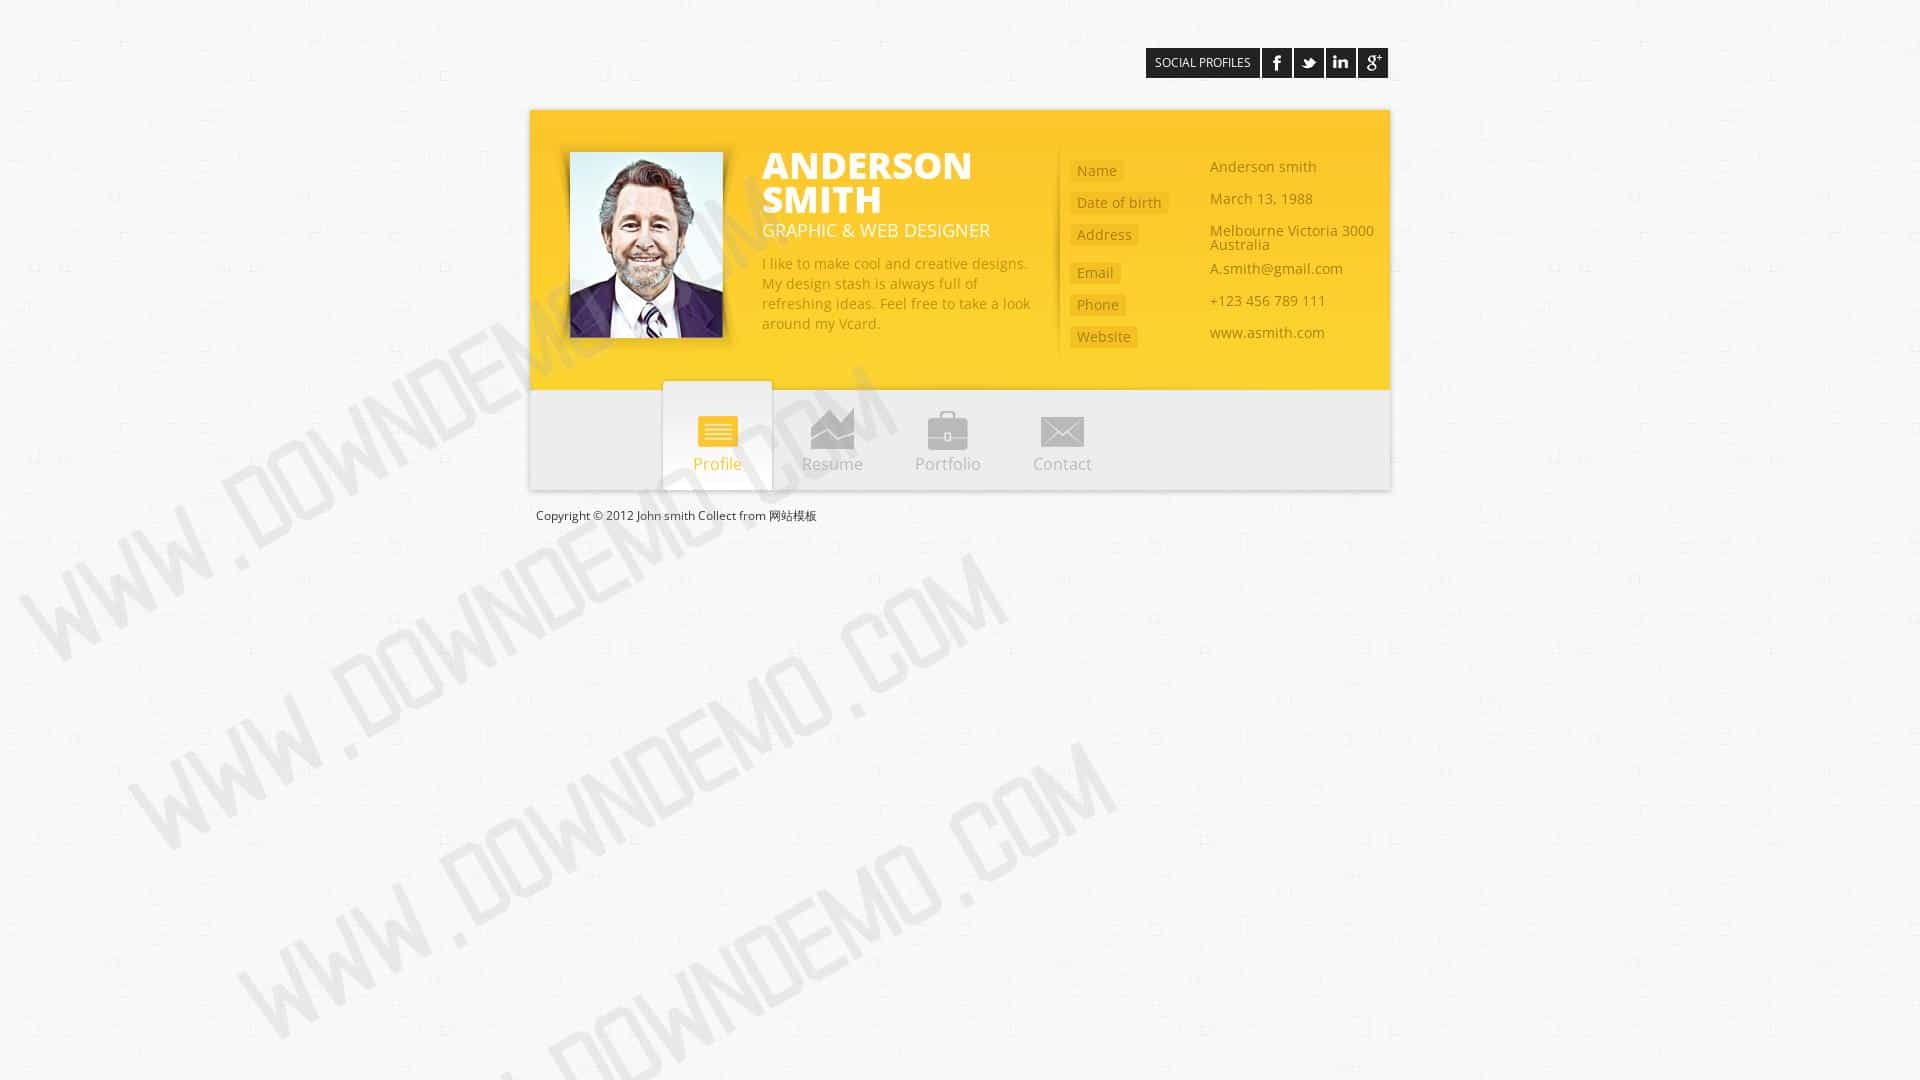 SOCIAL PROFILES
ANDERSON
SMITH
GRAPHIC & WEB DESIGNER
I like to make cool and creative designs.
My design stash is always full of
refreshing ideas. Feel free to take a look
around my Vcard.
Name Anderson smith
Date of birth March 13, 1988
Address Melbourne Victoria 3000
Australia
Email A.smith@gmail.com
Phone +123 456 789 111
Website www.asmith.com
Profile Resume Portfolio Contact
Copyright © 2012 John smith Collect from 网站模板
WWW.DOWNDEMO.COM
WWW.DOWNDEMO.COM
WWW.DOWNDEMO.COM
DOWNDEMO.COM